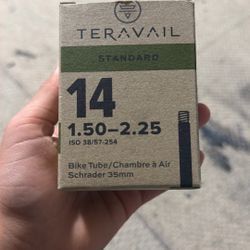 TERAVAIL
STANDARD
14
1.50–2.25
ISO 38/57-254
Bike Tube/Chambre à Air
Schrader 35mm